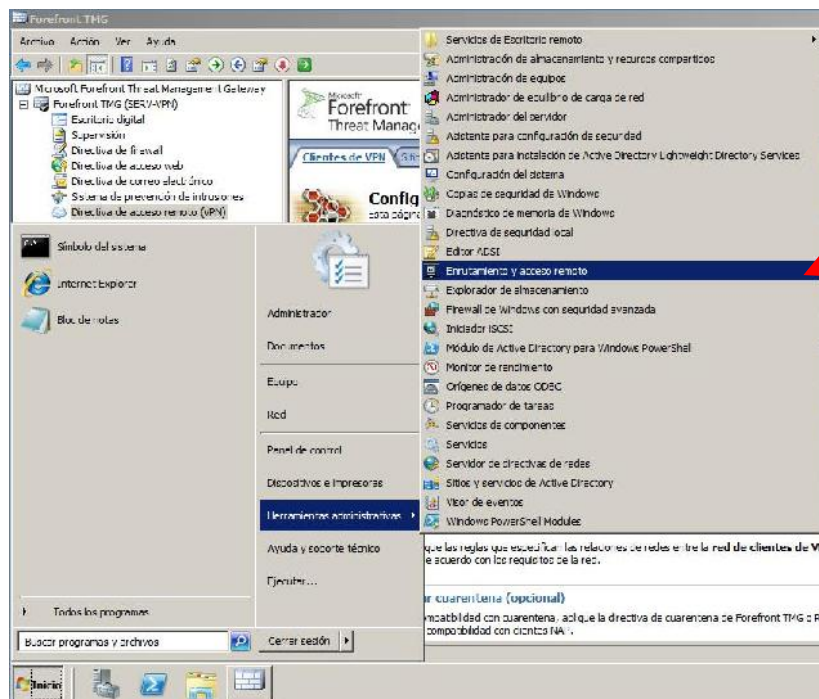 Forefront TMG
Archivo Acción Ver Ayuda
Microsoft Forefront Threat Management Gateway
Forefront TMG (SERV-VPN)
Escritorio digital
Supervisión
Directiva de firewall
Directiva de acceso web
Directiva de correo electrónico
Sistema de prevención de intrusiones
Directiva de acceso remoto (VPN)
Microsoft
Forefront
Threat Manag
Clientes de VPN
Config
Esta página
Símbolo del sistema
Internet Explorer
Bloc de notas
Todos los programas
Buscar programas y archivos
Administrador
Documentos
Equipo
Red
Panel de control
Dispositivos e impresoras
Herramientas administrativas
Ayuda y soporte técnico
Ejecutar...
Cerrar sesión
Servicios de Escritorio remoto
Administración de almacenamiento y recursos compartidos
Administración de equipos
Administrador de equilibrio de carga de red
Administrador del servidor
Asistente para configuración de seguridad
Asistente para instalación de Active Directory Lightweight Directory Services
Configuración del sistema
Copias de seguridad de Windows
Diagnóstico de memoria de Windows
Directiva de seguridad local
Editor ADSI
Enrutamiento y acceso remoto
Explorador de almacenamiento
Firewall de Windows con seguridad avanzada
Iniciador iSCSI
Módulo de Active Directory para Windows PowerShell
Monitor de rendimiento
Orígenes de datos ODBC
Programador de tareas
Servicios de componentes
Servicios
Servidor de directivas de redes
Sitios y servicios de Active Directory
Visor de eventos
Windows PowerShell Modules
que las reglas que especifican las relaciones de redes entre la red de clientes de V
e acuerdo con los requisitos de la red.
r cuarentena (opcional)
mpatibilidad con cuarentena, aplique la directiva de cuarentena de Forefront TMG o
compatibilidad con clientes NAP.
Inicio